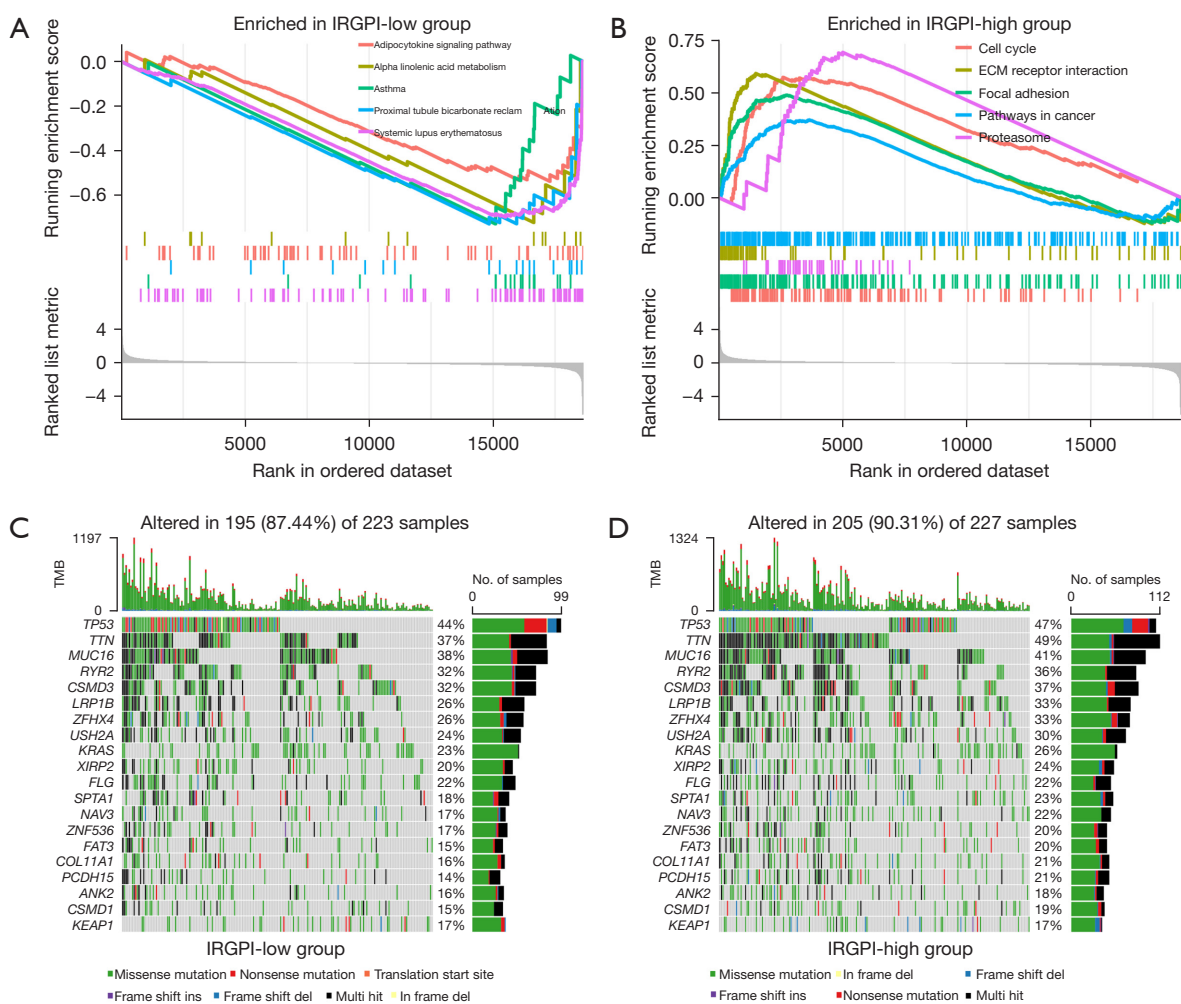 A
Enriched in IRGPI-low group
Running enrichment score
0.0
−0.2
−0.4
−0.6
Adipocytokine signaling pathway
Alpha linolenic acid metabolism
Asthma
Proximal tubule bicarbonate reclam Ation
Systemic lupus erythematosus
Ranked list metric
4
0
−4
5000 10000 15000
Rank in ordered dataset
B
Enriched in IRGPI-high group
Running enrichment score
0.75
0.50
0.25
0.00
Cell cycle
ECM receptor interaction
Focal adhesion
Pathways in cancer
Proteasome
Ranked list metric
4
0
−4
5000 10000 15000
Rank in ordered dataset
C
Altered in 195 (87.44%) of 223 samples
1197
TMB
0
No. of samples
0 99
TP53 44%
TTN 37%
MUC16 38%
RYR2 32%
CSMD3 32%
LRP1B 26%
ZFHX4 26%
USH2A 24%
KRAS 23%
XIRP2 20%
FLG 22%
SPTA1 18%
NAV3 17%
ZNF536 17%
FAT3 15%
COL11A1 16%
PCDH15 14%
ANK2 16%
CSMD1 15%
KEAP1 17%
IRGPI-low group
Missense mutation Nonsense mutation Translation start site
Frame shift ins Frame shift del Multi hit In frame del
D
Altered in 205 (90.31%) of 227 samples
1324
TMB
0
No. of samples
0 112
TP53 47%
TTN 49%
MUC16 41%
RYR2 36%
CSMD3 37%
LRP1B 33%
ZFHX4 33%
USH2A 30%
KRAS 26%
XIRP2 24%
FLG 22%
SPTA1 23%
NAV3 22%
ZNF536 20%
FAT3 20%
COL11A1 21%
PCDH15 21%
ANK2 18%
CSMD1 19%
KEAP1 17%
IRGPI-high group
Missense mutation In frame del Frame shift del
Frame shift ins Nonsense mutation Multi hit